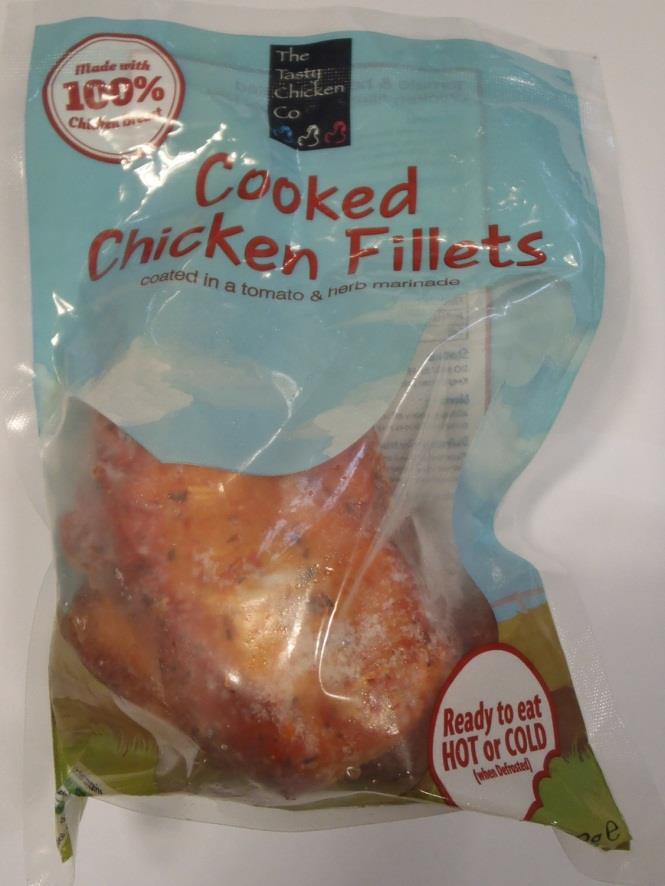 Made with
100%
Chicken Breast
The
Tasty
Chicken
Co
Cooked
Chicken Fillets
coated in a tomato & herb marinade
Ready to eat
HOT or COLD
(when Defrosted)